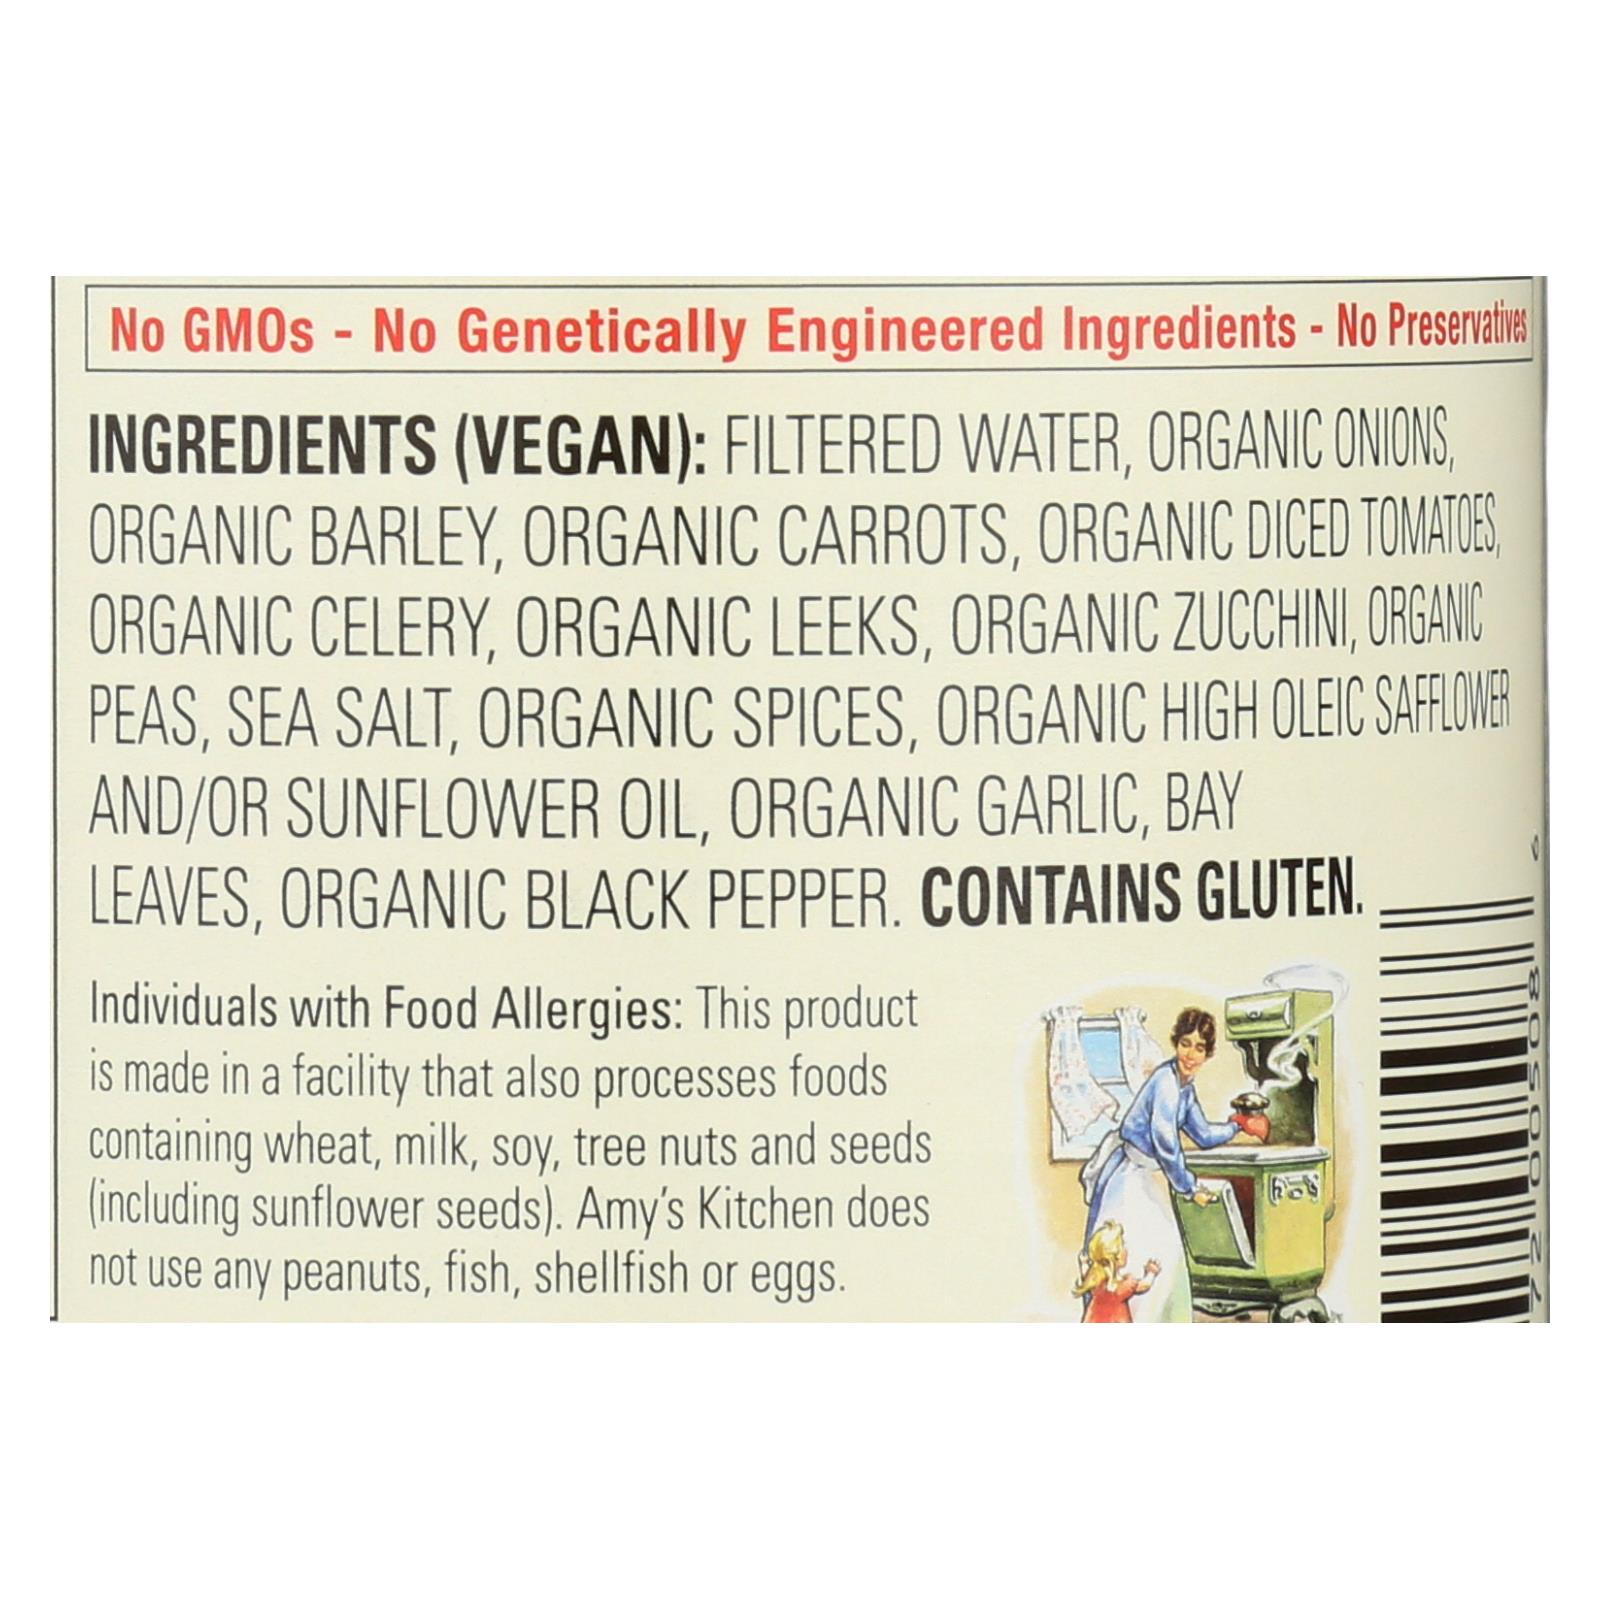 No GMOs - No Genetically Engineered Ingredients - No Preservatives
INGREDIENTS (VEGAN): FILTERED WATER, ORGANIC ONIONS,
ORGANIC BARLEY, ORGANIC CARROTS, ORGANIC DICED TOMATOES,
ORGANIC CELERY, ORGANIC LEEKS, ORGANIC ZUCCHINI, ORGANIC
PEAS, SEA SALT, ORGANIC SPICES, ORGANIC HIGH OLEIC SAFFLOWER
AND/OR SUNFLOWER OIL, ORGANIC GARLIC, BAY
LEAVES, ORGANIC BLACK PEPPER. CONTAINS GLUTEN.
Individuals with Food Allergies: This product
is made in a facility that also processes foods
containing wheat, milk, soy, tree nuts and seeds
(including sunflower seeds). Amy's Kitchen does
not use any peanuts, fish, shellfish or eggs.
72 00508 6